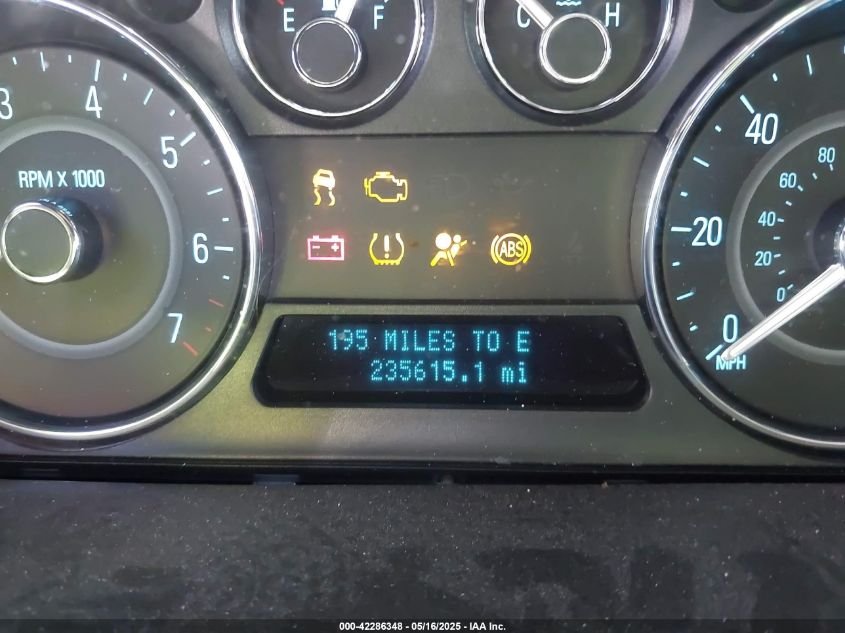 E F
C H
3 4 5 6 7
RPM X 1000
ABS
195 MILES TO E
235615.1 mi
40
20
0
MPH
80
60
40
20
0
000-42286348 - 05/16/2025 - IAA Inc.